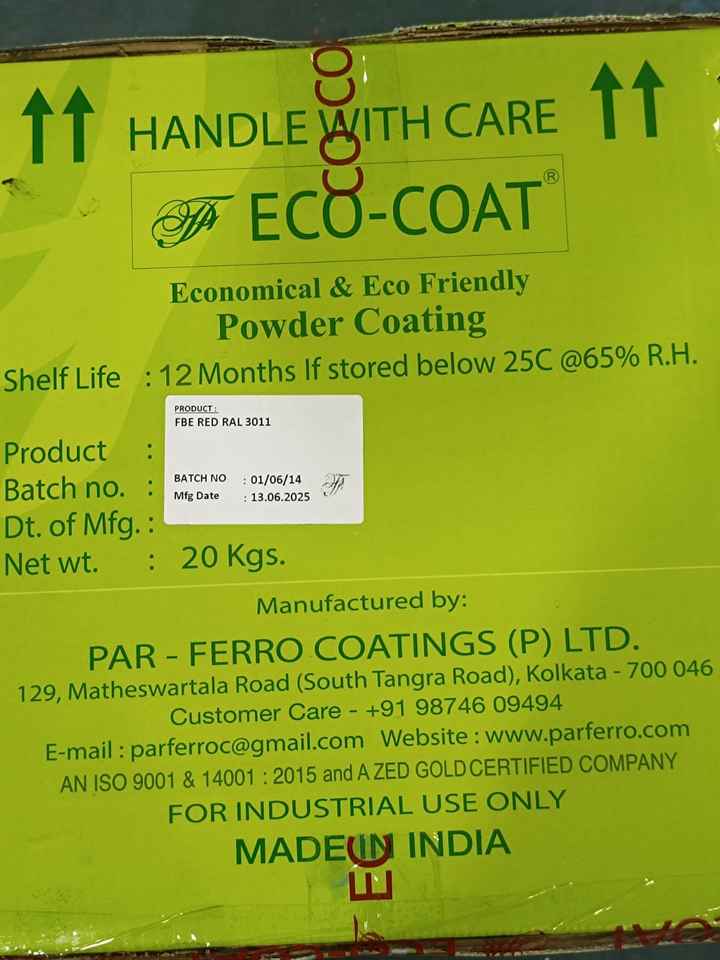 HANDLE WITH CARE
ECO-COAT®
Economical & Eco Friendly
Powder Coating
Shelf Life : 12 Months If stored below 25C @65% R.H.
PRODUCT :
FBE RED RAL 3011
Product :
Batch no. :
BATCH NO : 01/06/14
Mfg Date : 13.06.2025
Dt. of Mfg. :
Net wt. : 20 Kgs.
Manufactured by:
PAR - FERRO COATINGS (P) LTD.
129, Matheswartala Road (South Tangra Road), Kolkata - 700 046
Customer Care - +91 98746 09494
E-mail : parferroc@gmail.com Website : www.parferro.com
AN ISO 9001 & 14001 : 2015 and A ZED GOLD CERTIFIED COMPANY
FOR INDUSTRIAL USE ONLY
MADE IN INDIA